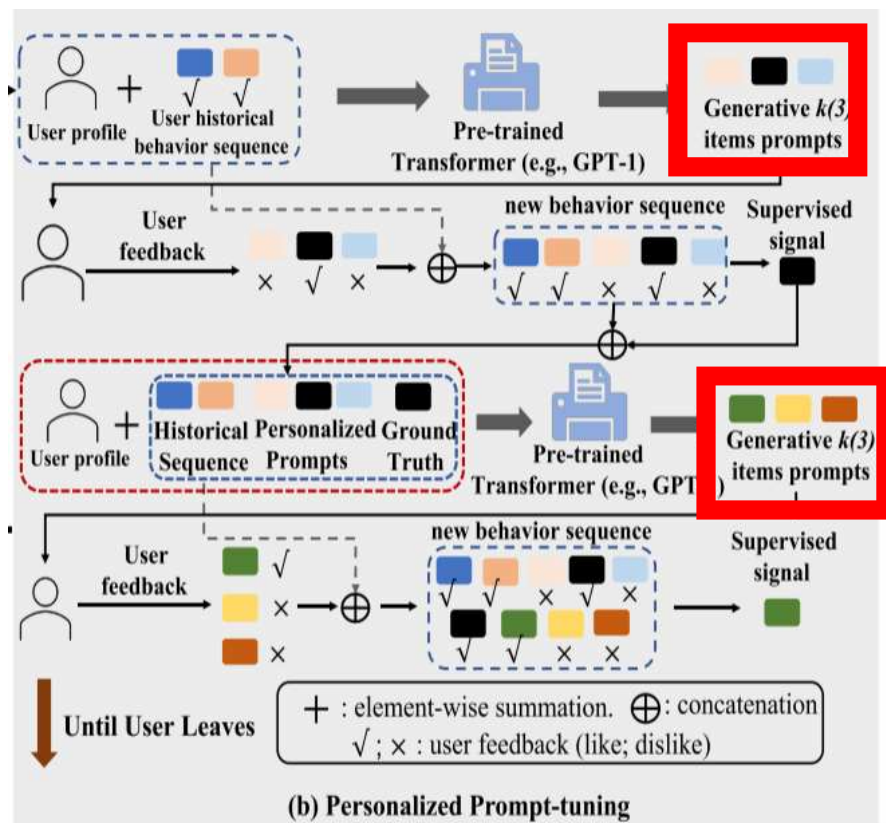 User profile
+
User historical
behavior sequence
√ √
Pre-trained
Transformer (e.g., GPT-1)
Generative k(3)
items prompts
User
feedback
× √ ×
new behavior sequence
√ √ × √ ×
Supervised
signal
User profile
+
Historical Personalized Ground
Sequence Prompts Truth
Pre-trained
Transformer (e.g., GPT )
Generative k(3)
items prompts
User
feedback
√
×
×
new behavior sequence
√ √ × √ ×
√ √ × ×
Supervised
signal
Until User Leaves
+ : element-wise summation. ⊕: concatenation
√ ; × : user feedback (like; dislike)
(b) Personalized Prompt-tuning